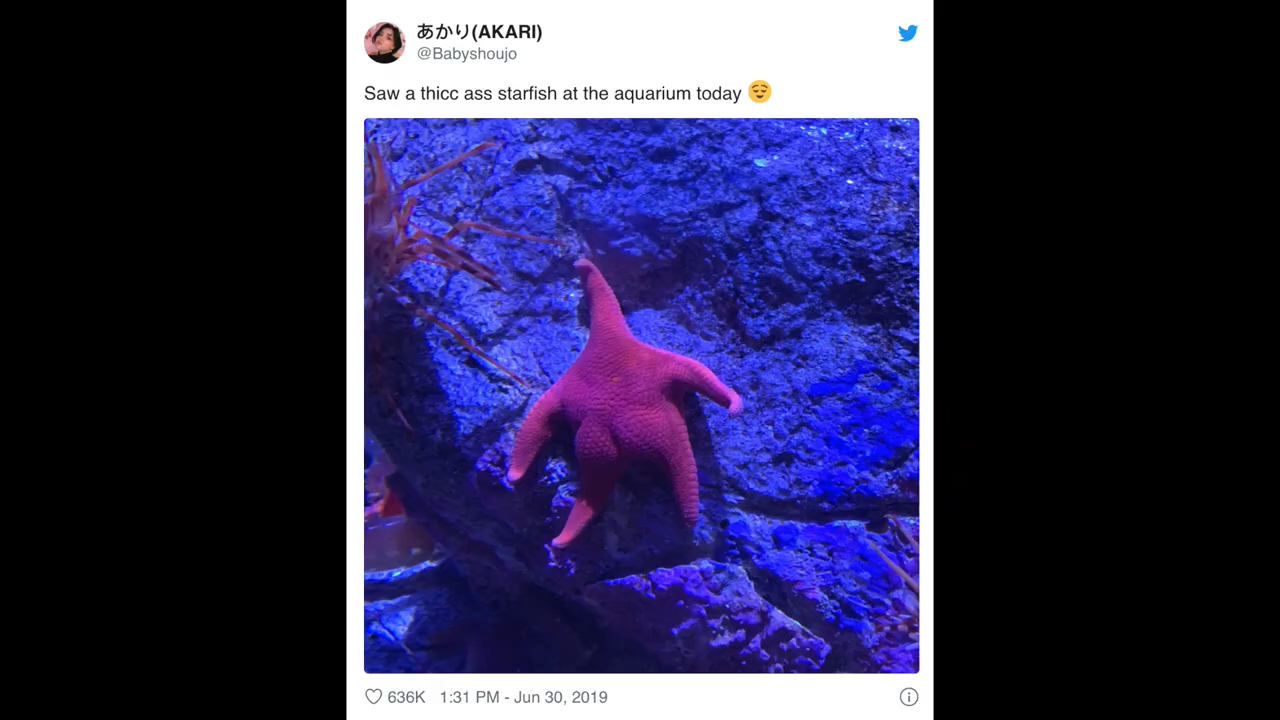 あかり(AKARI)
@Babyshoujo
Saw a thicc ass starfish at the aquarium today 😌
636K 1:31 PM - Jun 30, 2019